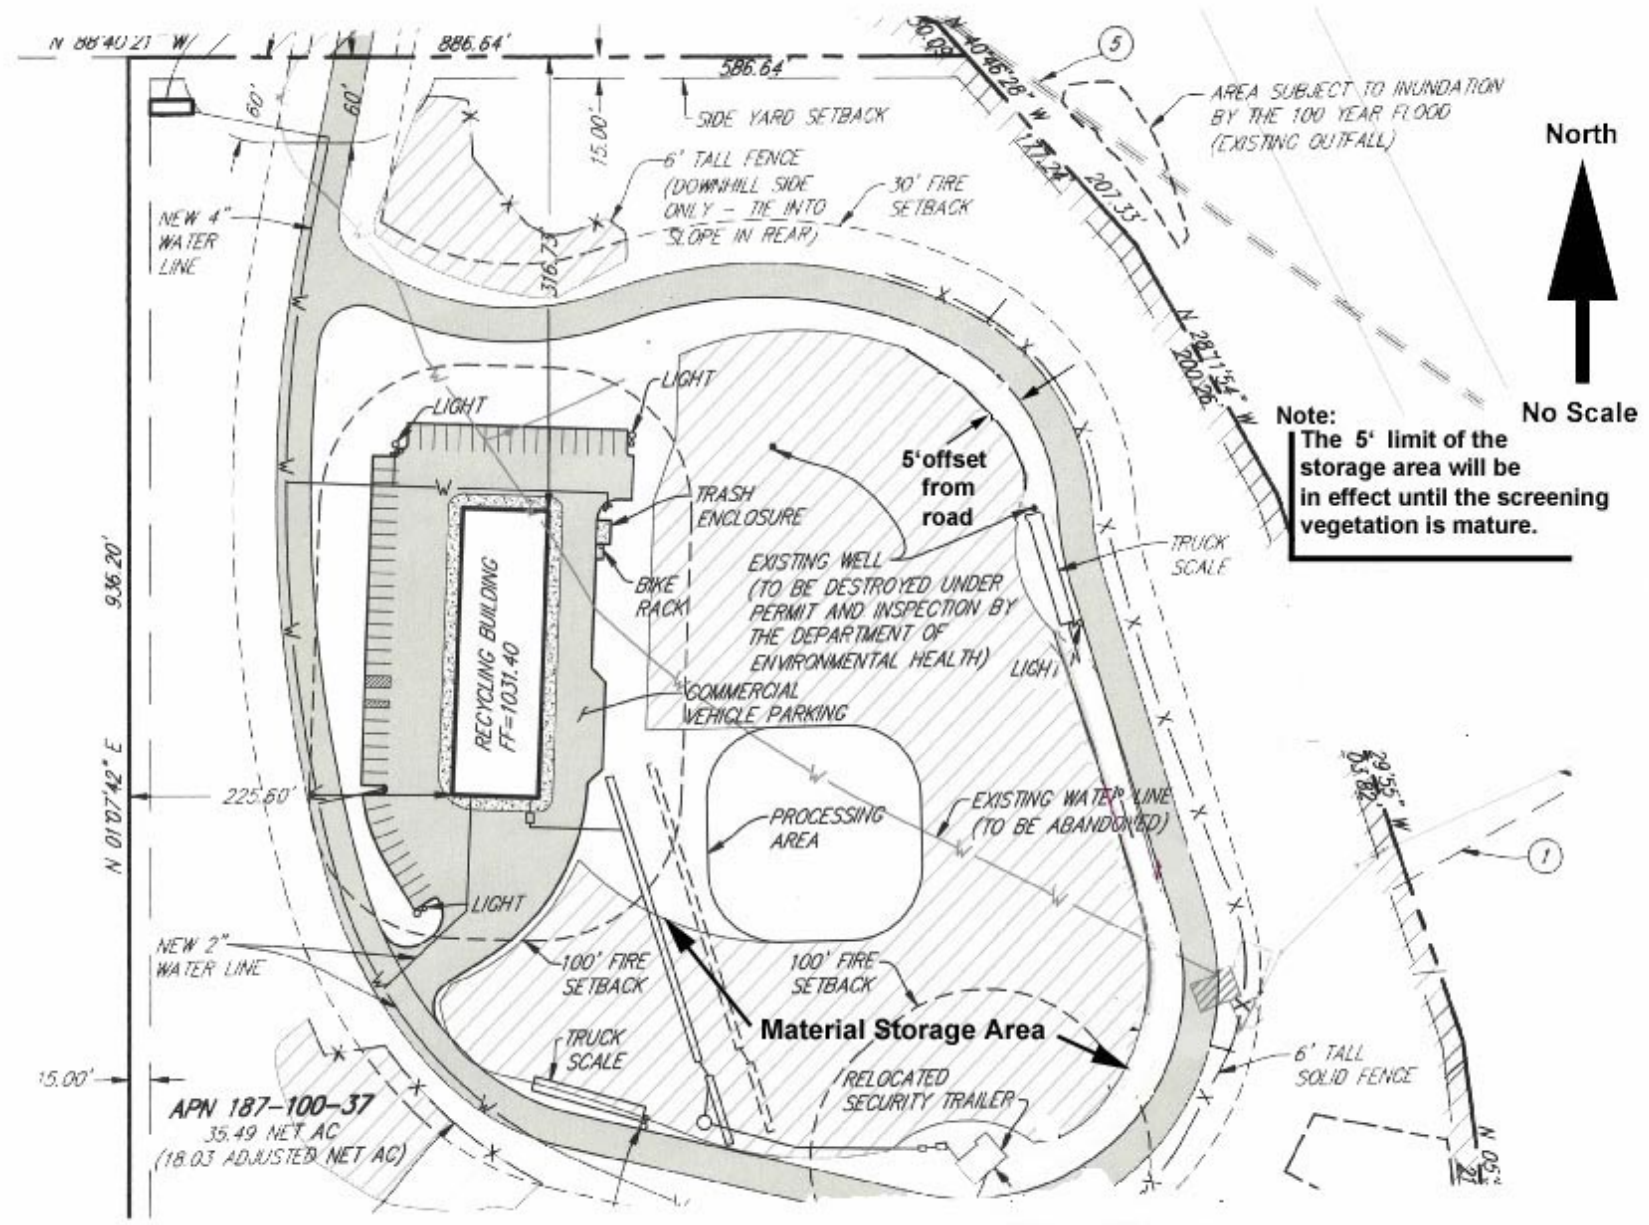 N 88°40'21" W
886.64'
586.64'
N 40°46'28" W
177.24
207.33'
5
60'
60'
15.00'
SIDE YARD SETBACK
AREA SUBJECT TO INUNDATION
BY THE 100 YEAR FLOOD
(EXISTING OUTFALL)
North
No Scale
6' TALL FENCE
(DOWNHILL SIDE
ONLY - TIE INTO
SLOPE IN REAR)
30' FIRE
SETBACK
NEW 4"
WATER
LINE
316.73'
N 28°11'54" W
200.26'
Note:
The 5' limit of the
storage area will be
in effect until the screening
vegetation is mature.
LIGHT
LIGHT
5'offset
from
road
TRASH
ENCLOSURE
BIKE
RACK
EXISTING WELL
(TO BE DESTROYED UNDER
PERMIT AND INSPECTION BY
THE DEPARTMENT OF
ENVIRONMENTAL HEALTH)
TRUCK
SCALE
LIGHT
936.20'
RECYCLING BUILDING
FF=1031.40
COMMERCIAL
VEHICLE PARKING
N 01°07'42" E
225.60'
PROCESSING
AREA
EXISTING WATER LINE
(TO BE ABANDONED)
29'55" W
1
LIGHT
NEW 2"
WATER LINE
100' FIRE
SETBACK
100' FIRE
SETBACK
Material Storage Area
TRUCK
SCALE
RELOCATED
SECURITY TRAILER
6' TALL
SOLID FENCE
15.00'
APN 187-100-37
35.49 NET AC
(18.03 ADJUSTED NET AC)
N 05°